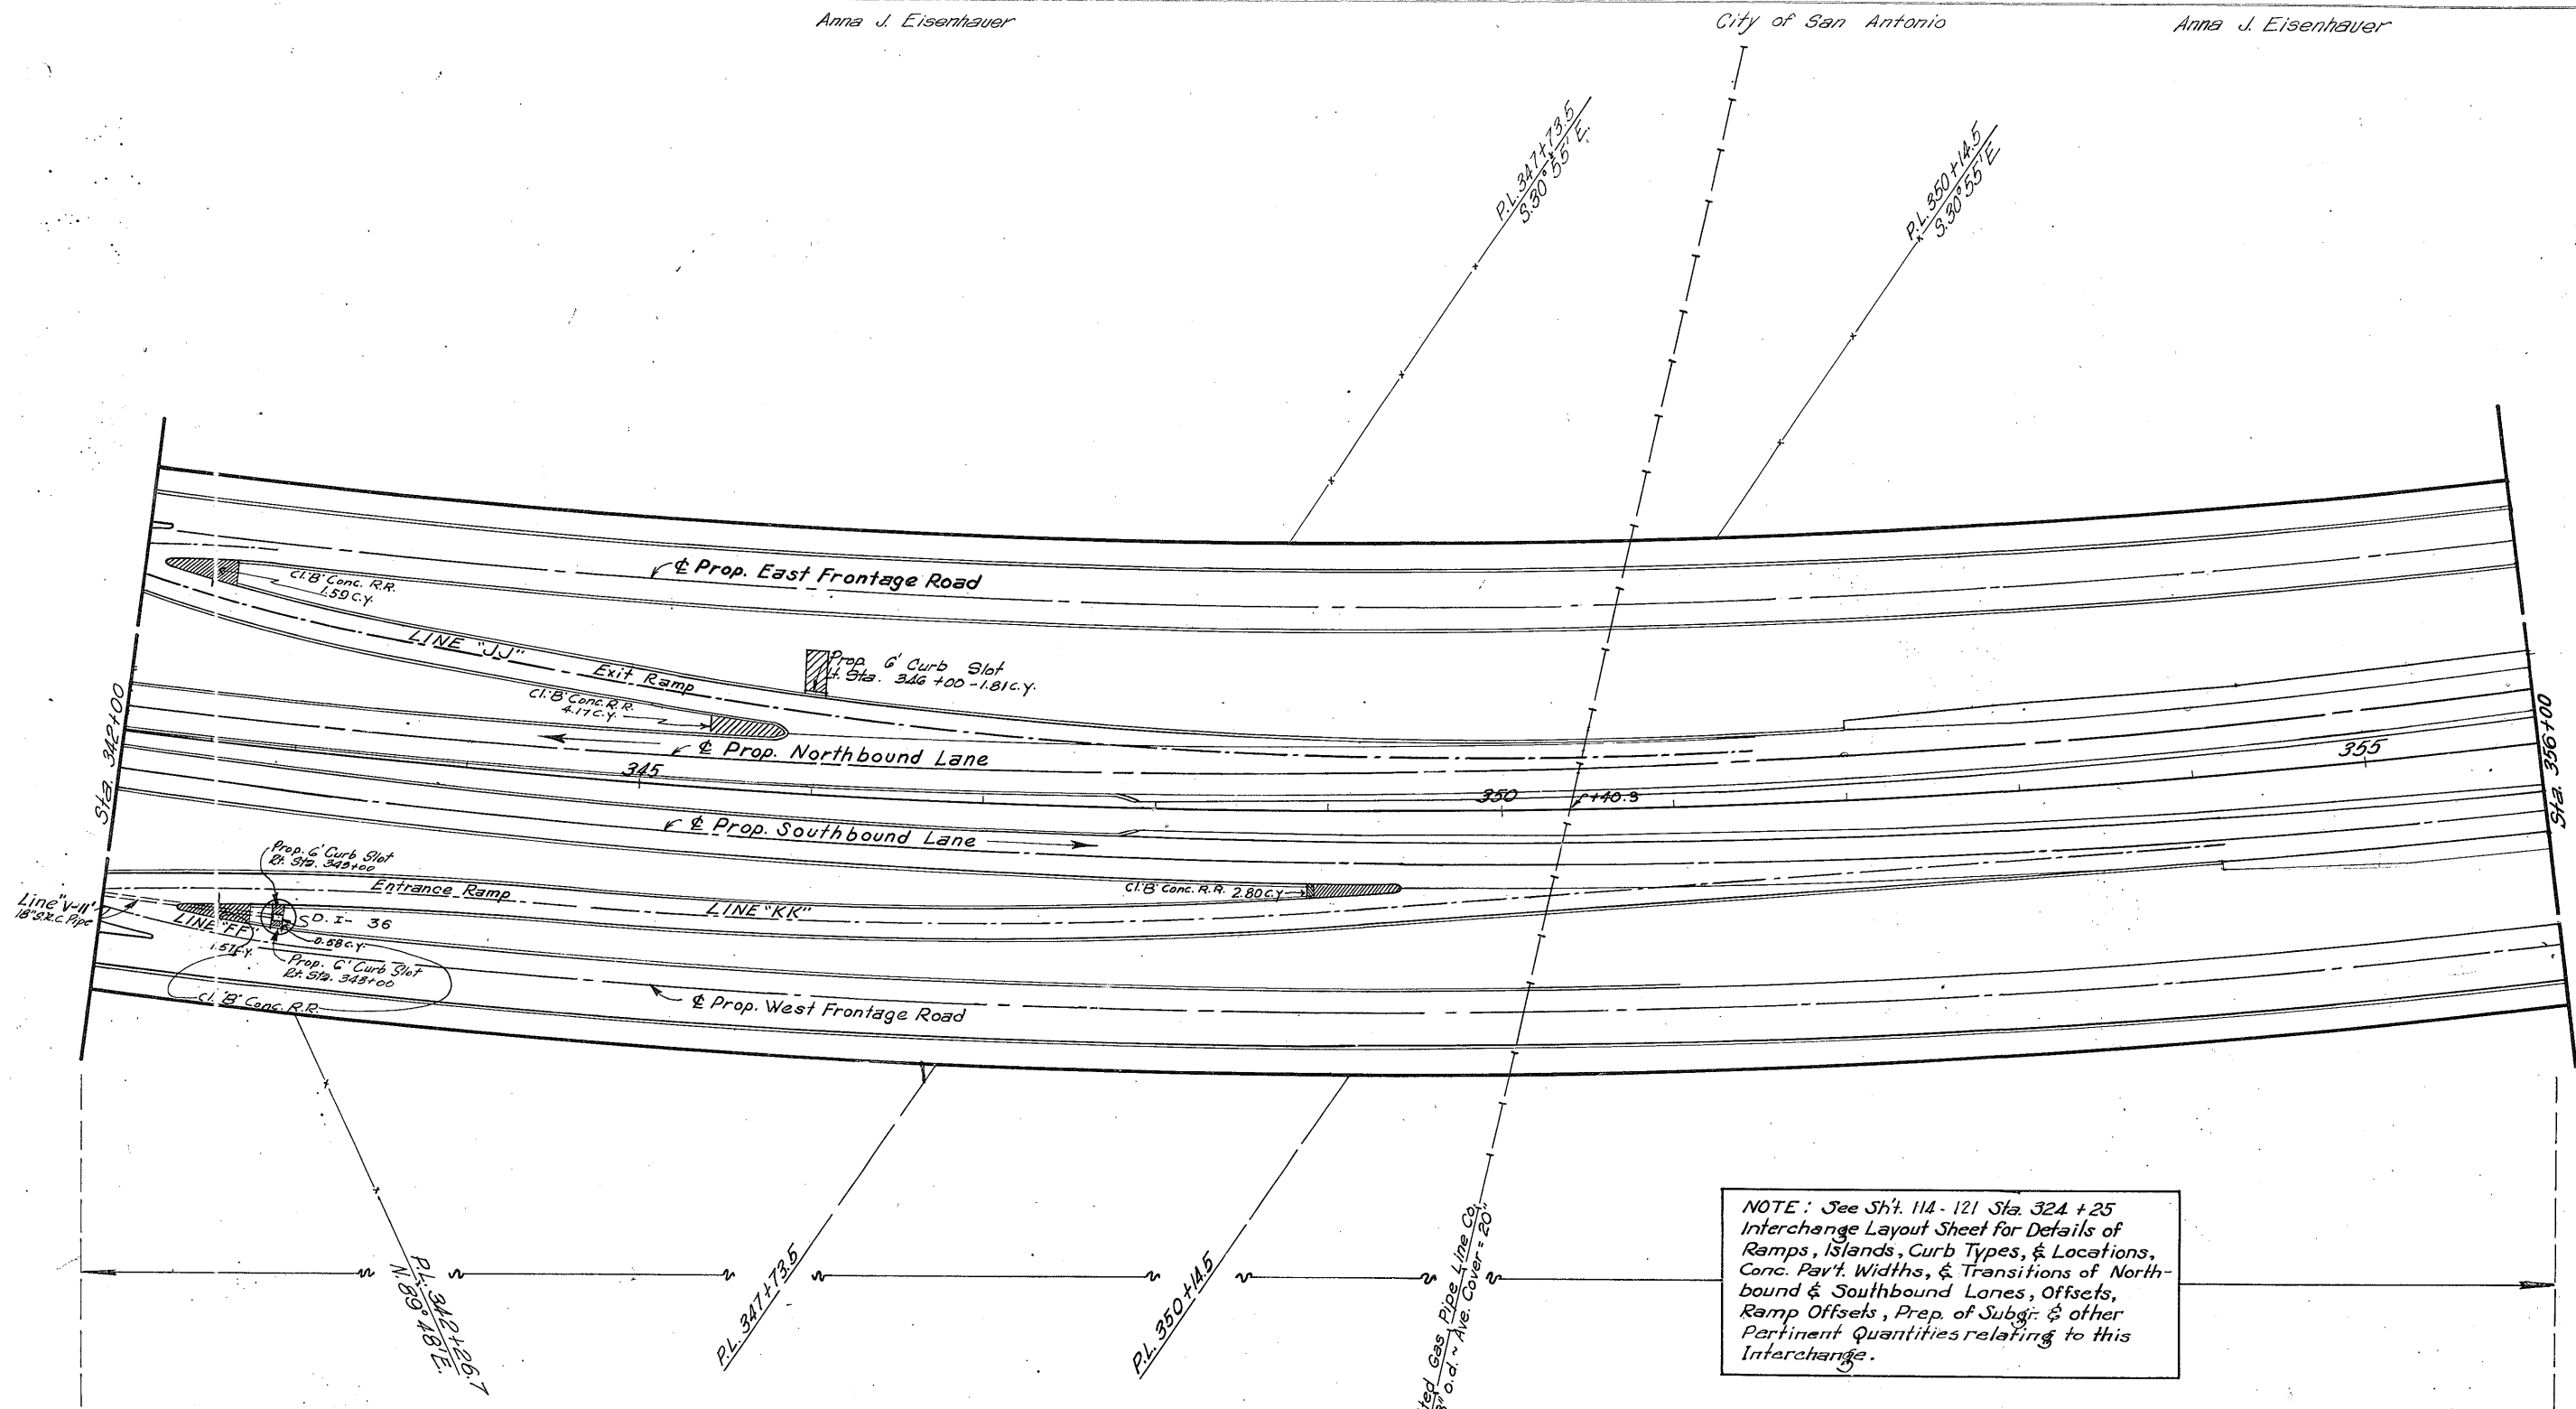 Anna J. Eisenhauer
City of San Antonio
Anna J. Eisenhauer
P.L. 347+73.5
S.30°55'E.
P.L. 350+14.5
S.30°55'E
Cl.'B' Conc. R.R.
1.59 C.y.
℄ Prop. East Frontage Road
LINE "JJ"
Exit Ramp
Prop. 6' Curb Slot
Lt. Sta. 346+00-1.81 C.y.
Cl.'B' Conc. R.R.
4.17 C.y.
℄ Prop. Northbound Lane
Sta. 342+00
345
350
+40.3
355
Sta. 356+00
℄ Prop. Southbound Lane
Prop. 6' Curb Slot
Rt. Sta. 343+00
Entrance Ramp
LINE "KK"
Cl.'B' Conc. R.R. 2.80 C.y.
Line "V-11"
18" S.R.C. Pipe
LINE "FF"
D. I- 36
1.57 C.y.
0.58 C.y.
Prop. 6' Curb Slot
Rt. Sta. 343+00
Cl. 'B' Conc. R.R.
℄ Prop. West Frontage Road
P.L. 342+26.7
N.89°48'E.
P.L. 347+73.5
P.L. 350+14.5
Gas Pipe Line Co.
o.d. ~ Ave. Cover = 20"
NOTE: See Sh't. 114-121 Sta. 324+25
Interchange Layout Sheet for Details of
Ramps, Islands, Curb Types, & Locations,
Conc. Pav't. Widths, & Transitions of North-
bound & Southbound Lanes, Offsets,
Ramp Offsets, Prep. of Subgr. & other
Pertinent Quantities relating to this
Interchange.